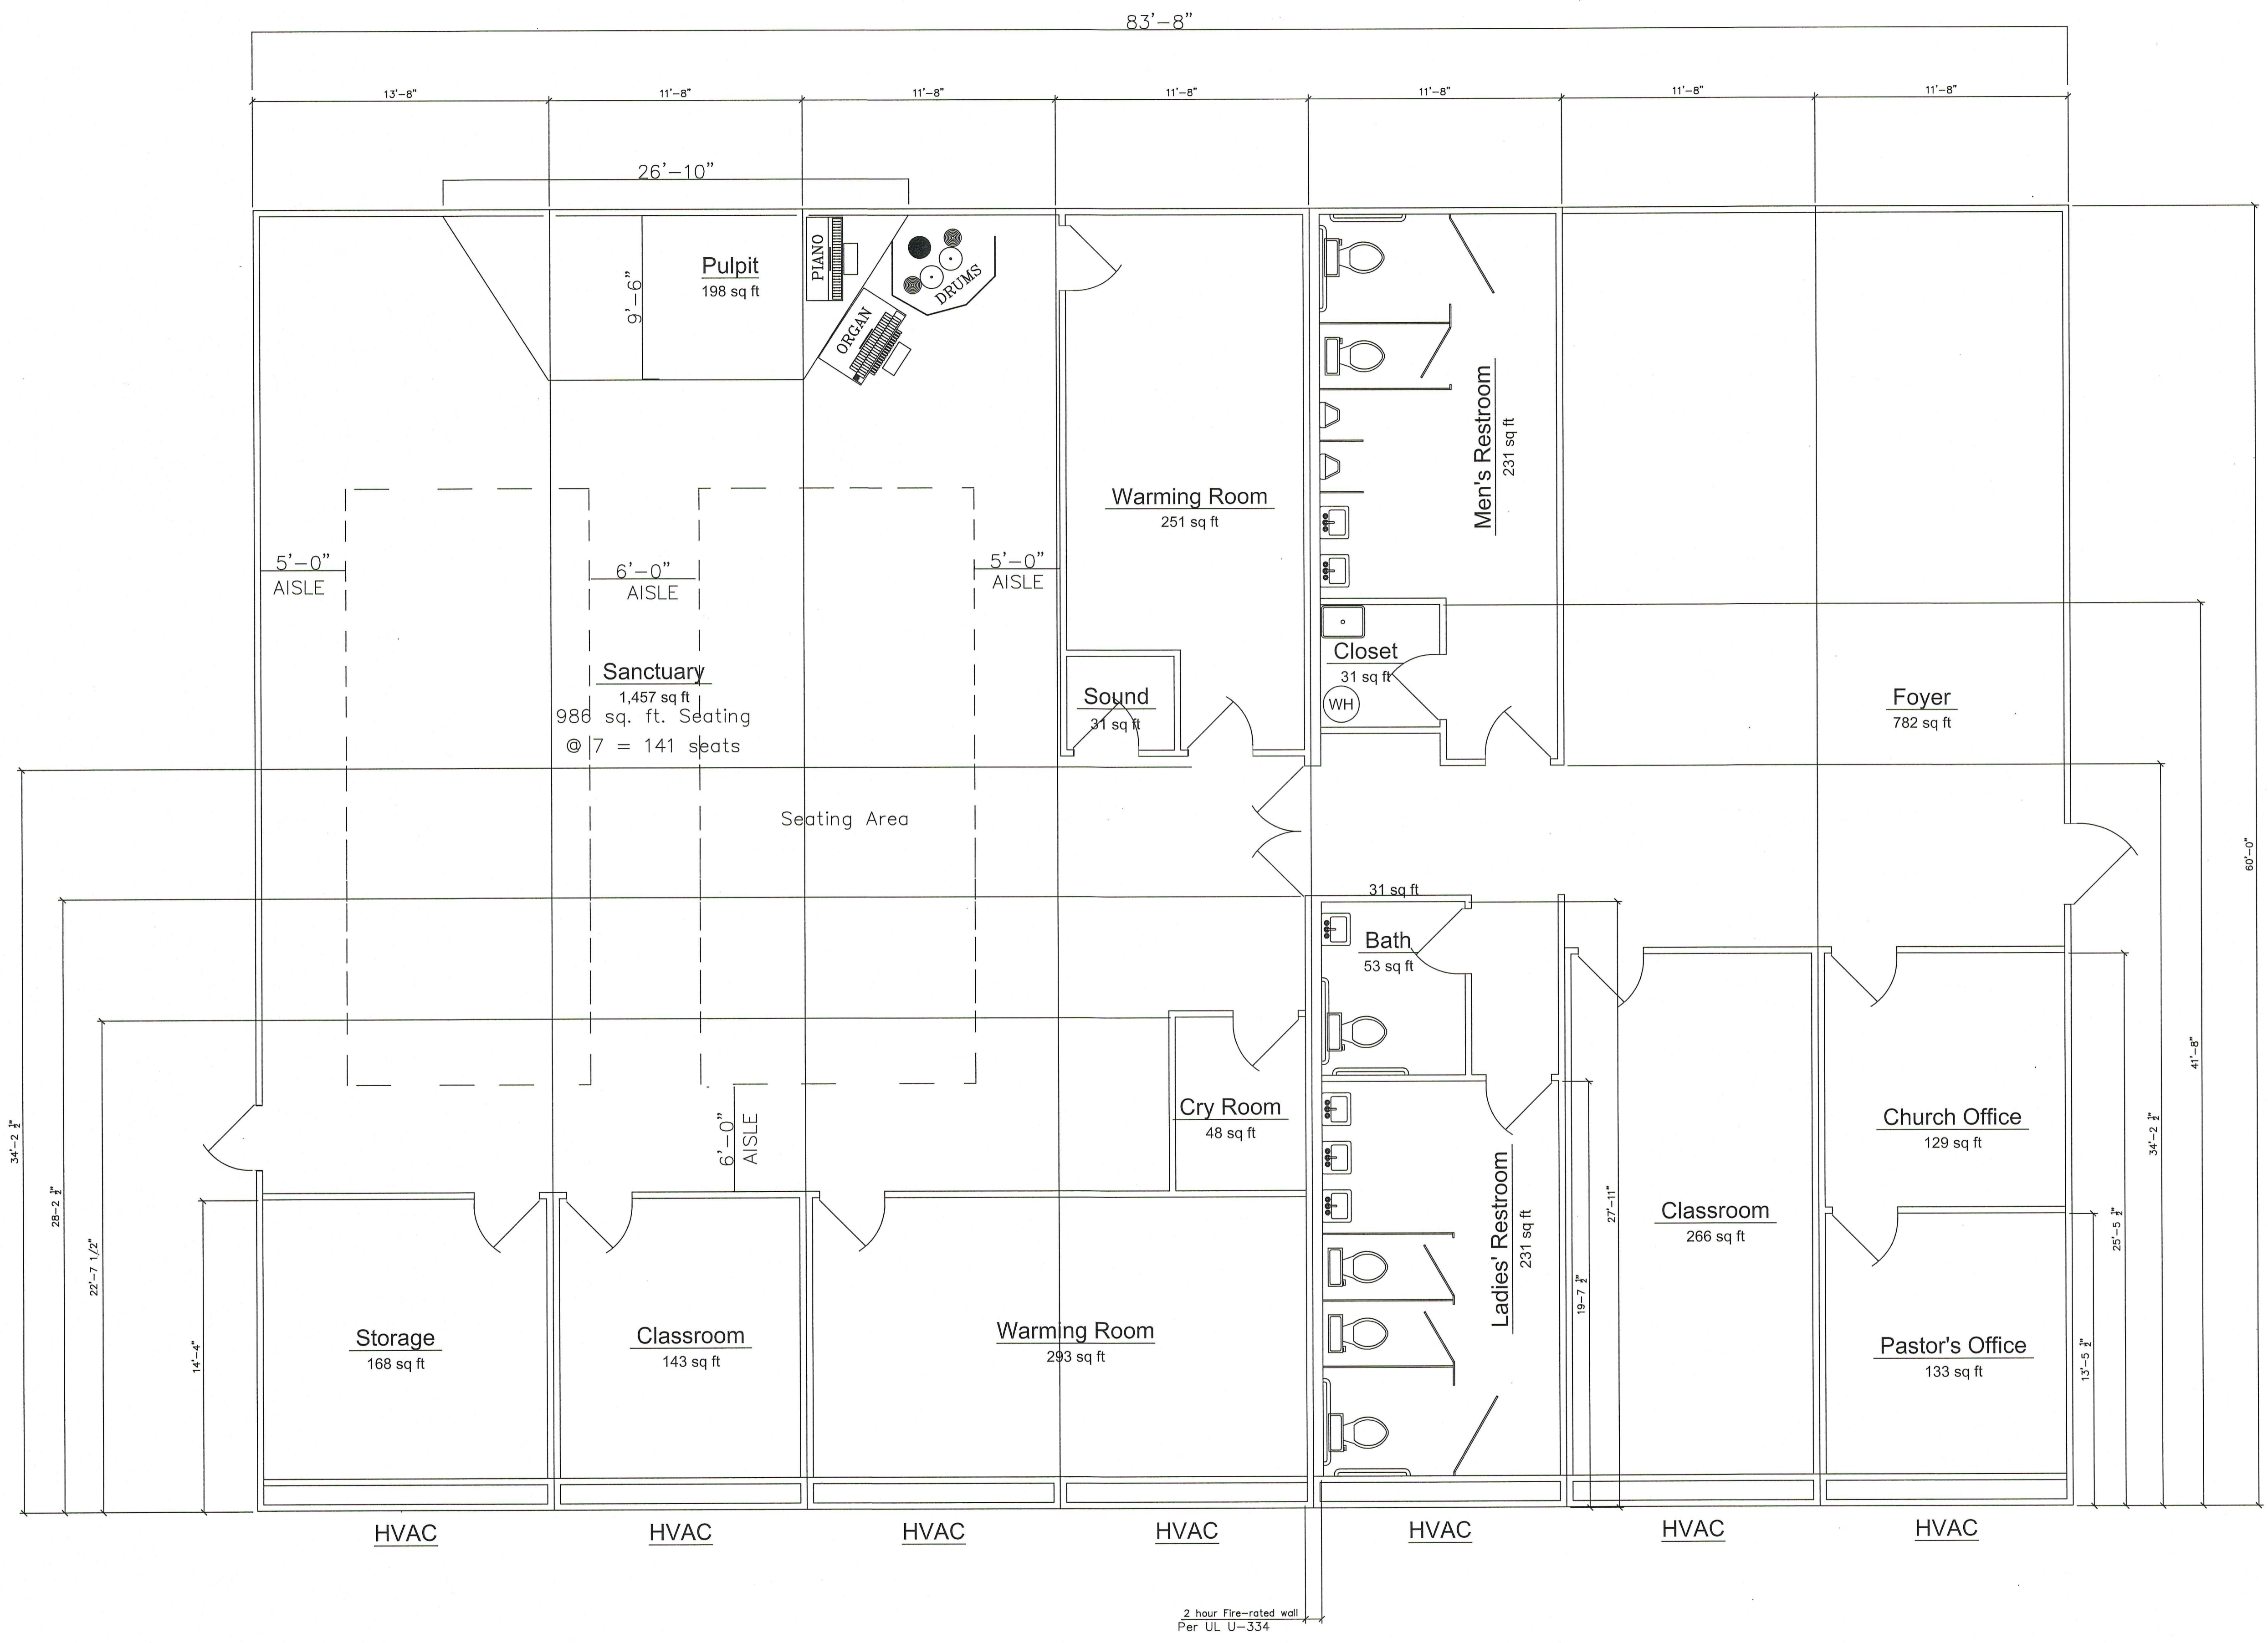 83'-8"
13'-8"
11'-8"
11'-8"
11'-8"
11'-8"
11'-8"
11'-8"
26'-10"
Pulpit
198 sq ft
9'-6"
PIANO
ORGAN
DRUMS
Warming Room
251 sq ft
Men's Restroom
231 sq ft
5'-0"
AISLE
6'-0"
AISLE
5'-0"
AISLE
Sanctuary
1,457 sq ft
986 sq. ft. Seating
@ 7 = 141 seats
Sound
31 sq ft
Closet
31 sq ft
WH
Foyer
782 sq ft
Seating Area
31 sq ft
Bath
53 sq ft
Cry Room
48 sq ft
6'-0"
AISLE
Church Office
129 sq ft
Classroom
266 sq ft
Ladies' Restroom
231 sq ft
Storage
168 sq ft
Classroom
143 sq ft
Warming Room
293 sq ft
Pastor's Office
133 sq ft
34'-2 ½"
28-2 ½"
22'-7 1/2"
14'-4"
19-7 ½"
27'-11"
13'-5 ½"
25'-5 ½"
34'-2 ½"
41'-8"
60'-0"
HVAC
HVAC
HVAC
HVAC
HVAC
HVAC
HVAC
2 hour Fire-rated wall
Per UL U-334